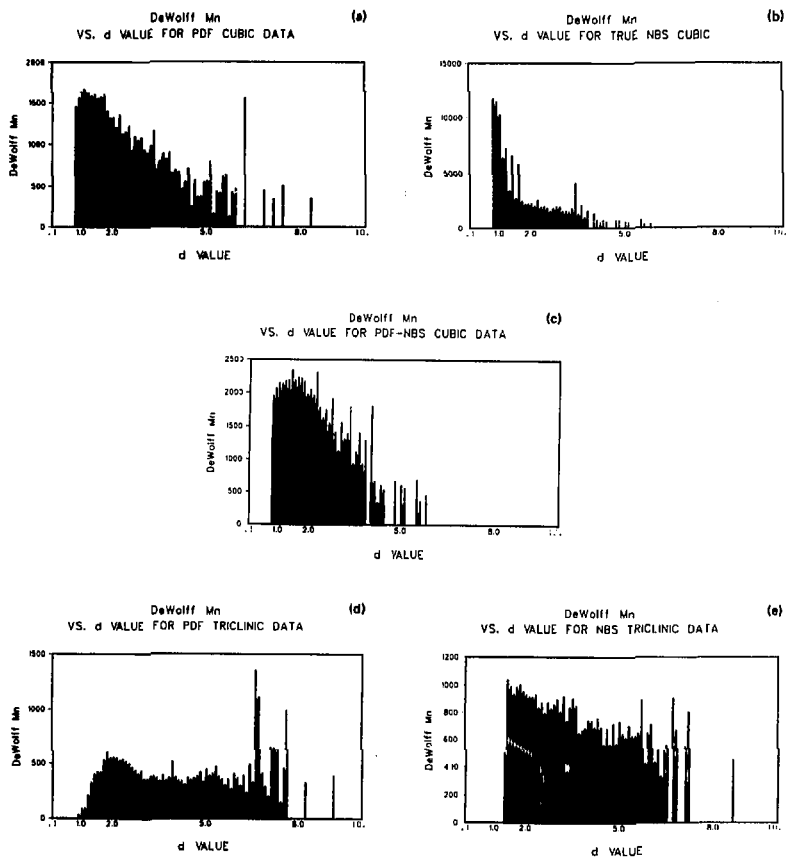 DeWolff Mn (a)
VS. d VALUE FOR PDF CUBIC DATA
2000
1500
1000
500
0
DeWolff Mn
.1 1.0 2.0 5.0 8.0 10.
d VALUE
DeWolff Mn (b)
VS. d VALUE FOR TRUE NBS CUBIC
15000
10000
5000
0
DeWolff Mn
.1 1.0 2.0 5.0 8.0 10.
d VALUE
DeWolff Mn (c)
VS. d VALUE FOR PDF-NBS CUBIC DATA
2500
2000
1500
1000
500
0
DeWolff Mn
.1 1.0 2.0 5.0 8.0
d VALUE
DeWolff Mn (d)
VS. d VALUE FOR PDF TRICLINIC DATA
1500
1000
500
0
DeWolff Mn
.1 1.0 2.0 5.0 8.0 10.
d VALUE
DeWolff Mn (e)
VS. d VALUE FOR NBS TRICLINIC DATA
1200
1000
800
600
200
0
DeWolff Mn
.1 1.0 2.0 5.0 8.0 10.
d VALUE